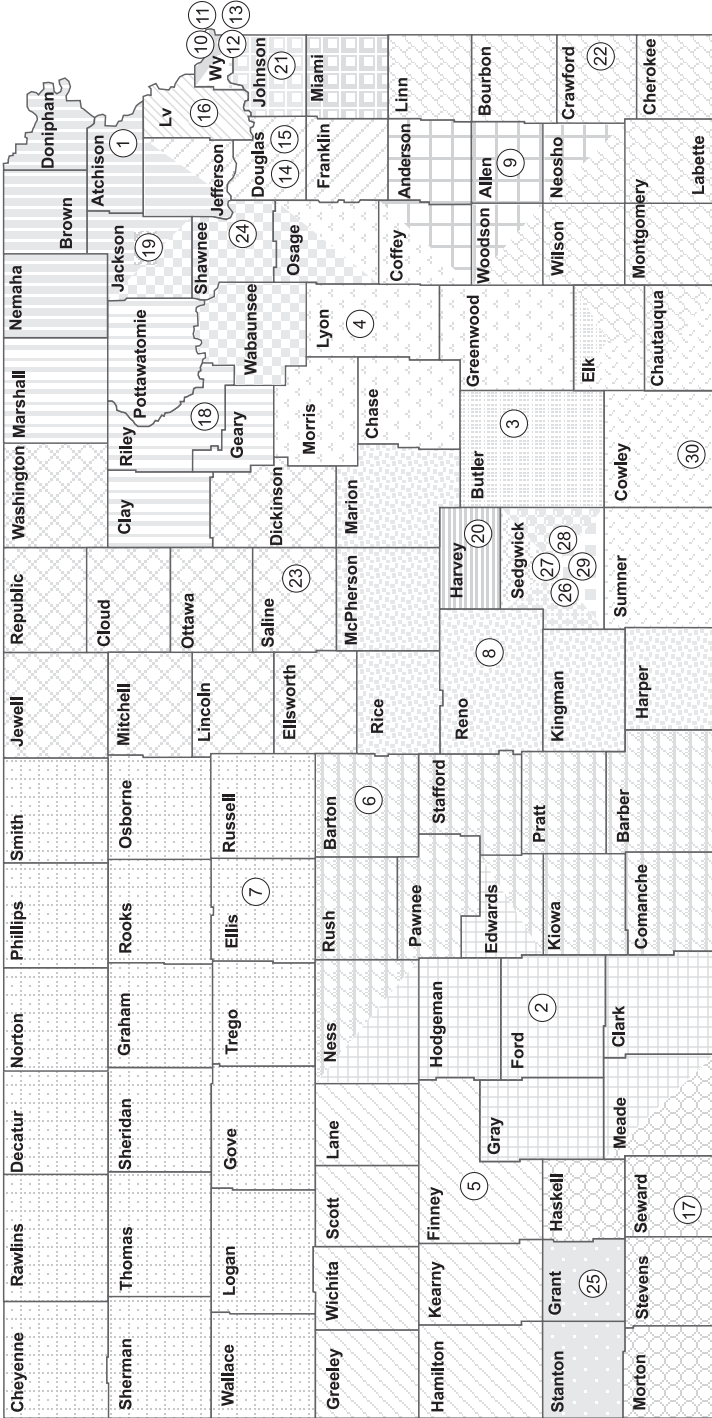 Cheyenne
Rawlins
Decatur
Norton
Phillips
Smith
Jewell
Republic
Washington
Marshall
Nemaha
Brown
Doniphan
Sherman
Thomas
Sheridan
Graham
Rooks
Osborne
Mitchell
Cloud
Clay
Riley
Pottawatomie
Jackson
19
Atchison
1
Jefferson
Lv
16
Wy
10
11
12
13
Wallace
Logan
Gove
Trego
Ellis
7
Russell
Lincoln
Ottawa
Ellsworth
Saline
23
Dickinson
Geary
18
Wabaunsee
Shawnee
24
Douglas
14
15
Johnson
21
Greeley
Wichita
Scott
Lane
Ness
Rush
Barton
6
Rice
McPherson
Marion
Morris
Chase
Lyon
4
Osage
Franklin
Miami
Hamilton
Kearny
Finney
5
Gray
Hodgeman
Ford
2
Pawnee
Edwards
Stafford
Reno
8
Harvey
20
Sedgwick
26
27
28
29
Butler
3
Greenwood
Coffey
Anderson
Linn
Woodson
Allen
9
Bourbon
Stanton
Grant
25
Haskell
Meade
Clark
Kiowa
Pratt
Kingman
Elk
Wilson
Neosho
Crawford
22
Morton
Stevens
Seward
17
Comanche
Barber
Harper
Sumner
Cowley
30
Chautauqua
Montgomery
Labette
Cherokee